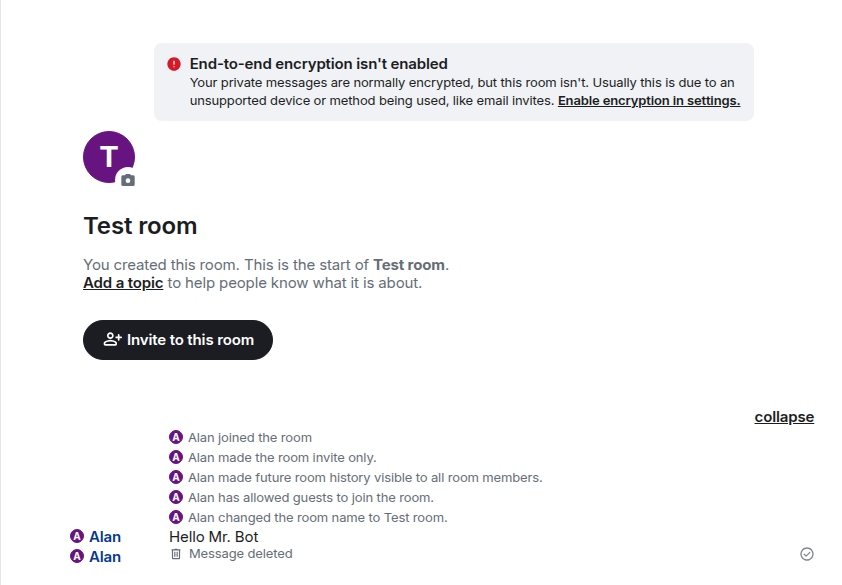 End-to-end encryption isn't enabled
Your private messages are normally encrypted, but this room isn't. Usually this is due to an
unsupported device or method being used, like email invites. Enable encryption in settings.
T
Test room
You created this room. This is the start of Test room.
Add a topic to help people know what it is about.
Invite to this room
collapse
A Alan joined the room
A Alan made the room invite only.
A Alan made future room history visible to all room members.
A Alan has allowed guests to join the room.
A Alan changed the room name to Test room.
A Alan Hello Mr. Bot
A Alan Message deleted